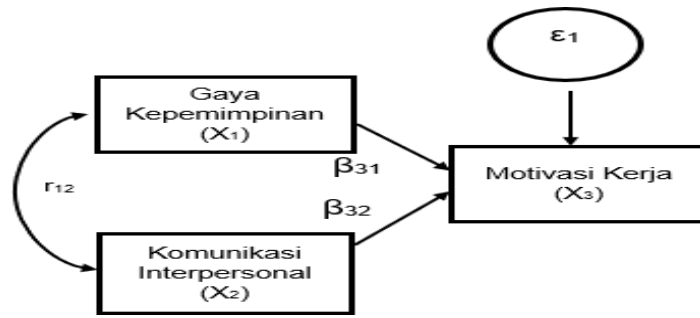 ε₁
Gaya
Kepemimpinan
(X₁)
β₃₁
Motivasi Kerja
(X₃)
r₁₂
β₃₂
Komunikasi
Interpersonal
(X₂)